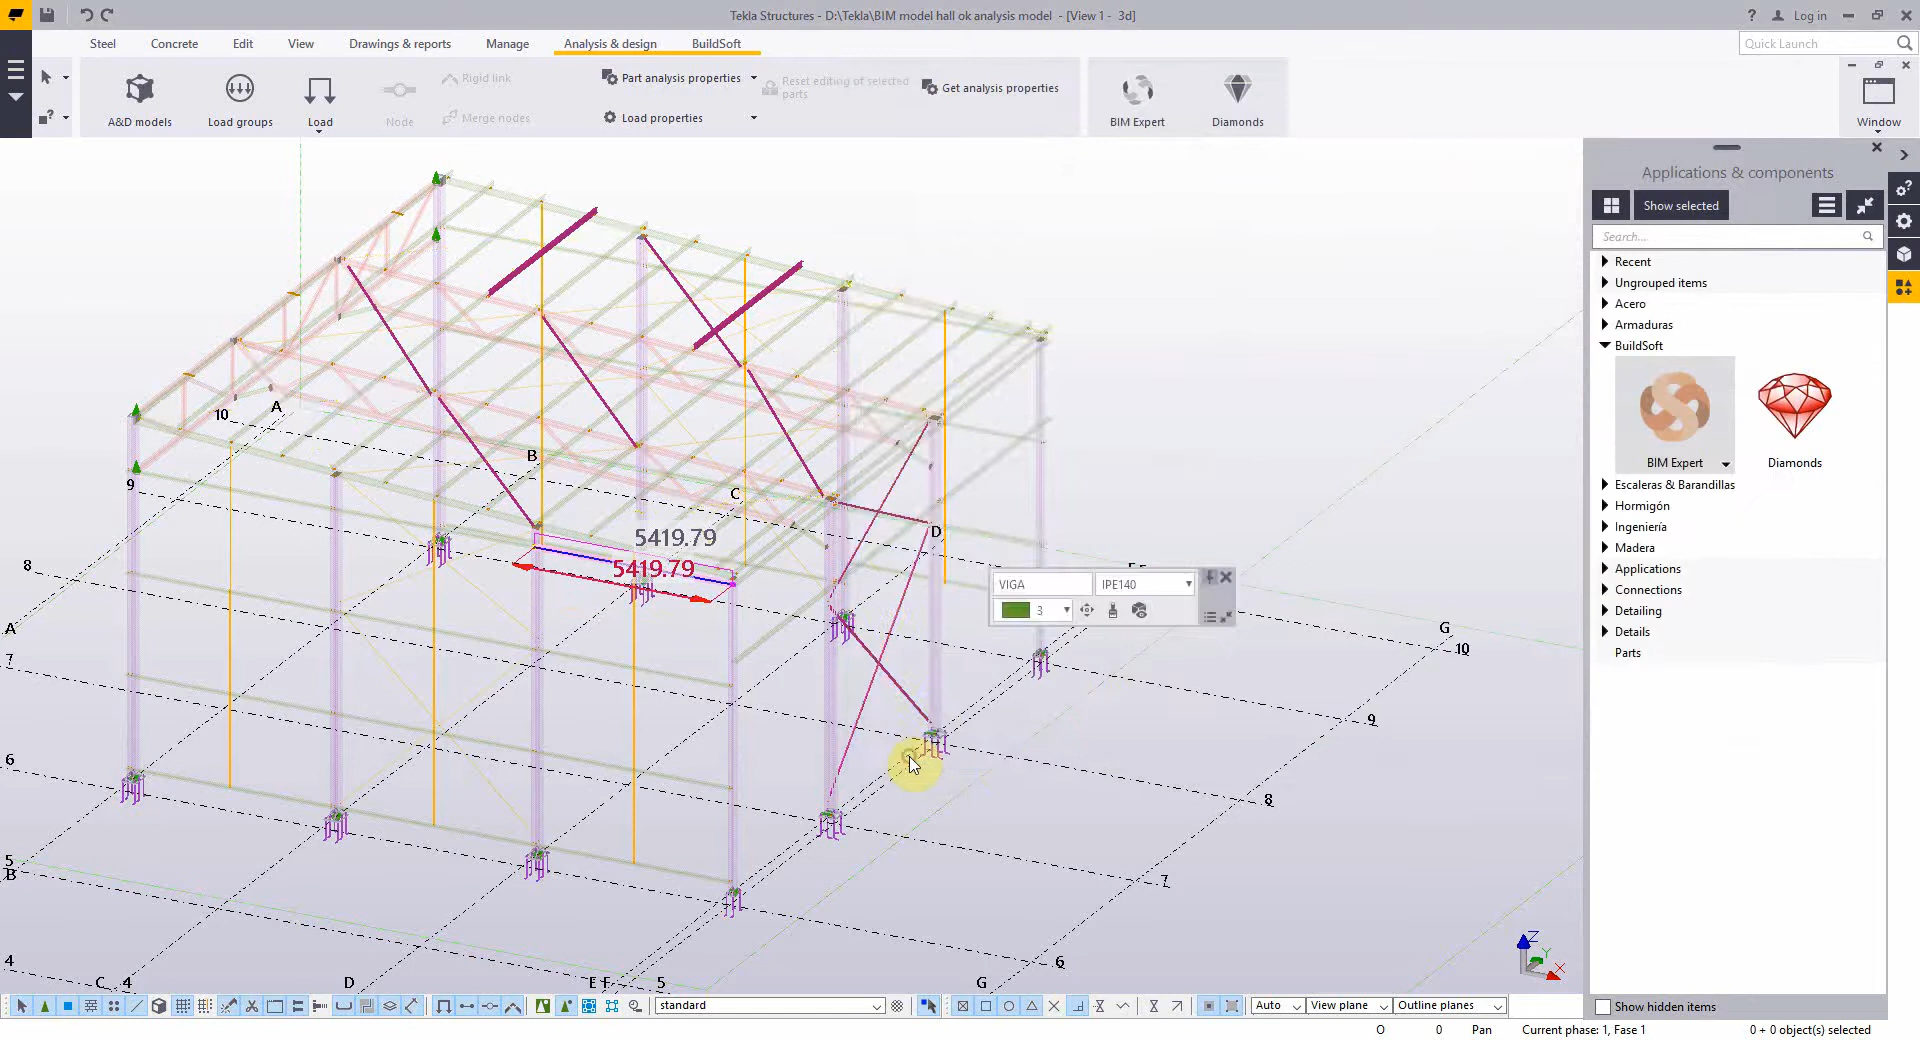 Tekla Structures - D:\Tekla\BIM model hall ok analysis model - [View 1 - 3d]
? Log in
Steel Concrete Edit View Drawings & reports Manage Analysis & design BuildSoft
Quick Launch
A&D models
Load groups
Load
Node
Rigid link
Merge nodes
Part analysis properties
Load properties
Reset editing of selected parts
Get analysis properties
BIM Expert
Diamonds
Window
Applications & components
Show selected
Search...
Recent
Ungrouped items
Acero
Armaduras
BuildSoft
BIM Expert
Diamonds
Escaleras & Barandillas
Hormigón
Ingeniería
Madera
Applications
Connections
Detailing
Details
Parts
Show hidden items
10
A
B
9
C
D
5419.79
5419.79
8
VIGA
IPE140
3
A
G
10
7
9
6
8
5
B
7
4
C
4
D
E
F
5
G
6
Z
Y
X
standard
Auto
View plane
Outline planes
O 0 Pan Current phase: 1, Fase 1 0 + 0 object(s) selected